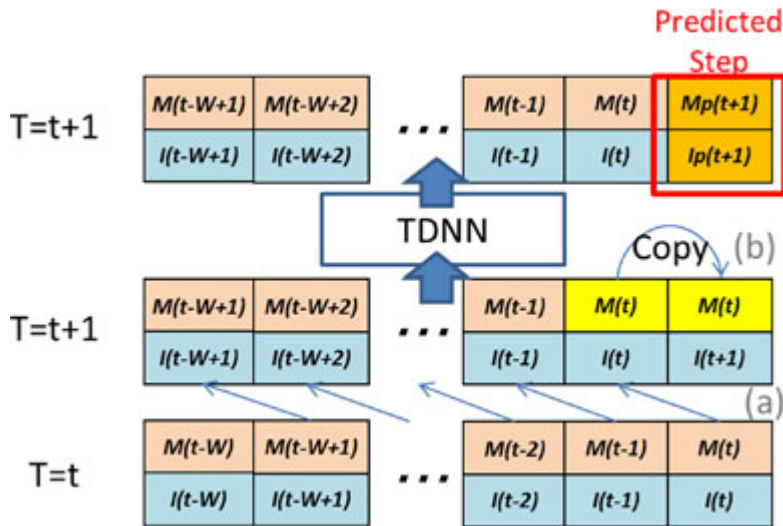 Predicted
Step
T=t+1
M(t-W+1) M(t-W+2) ... M(t-1) M(t) Mp(t+1)
I(t-W+1) I(t-W+2) I(t-1) I(t) Ip(t+1)
TDNN
Copy (b)
T=t+1
M(t-W+1) M(t-W+2) ... M(t-1) M(t) M(t)
I(t-W+1) I(t-W+2) I(t-1) I(t) I(t+1)
(a)
T=t
M(t-W) M(t-W+1) ... M(t-2) M(t-1) M(t)
I(t-W) I(t-W+1) I(t-2) I(t-1) I(t)